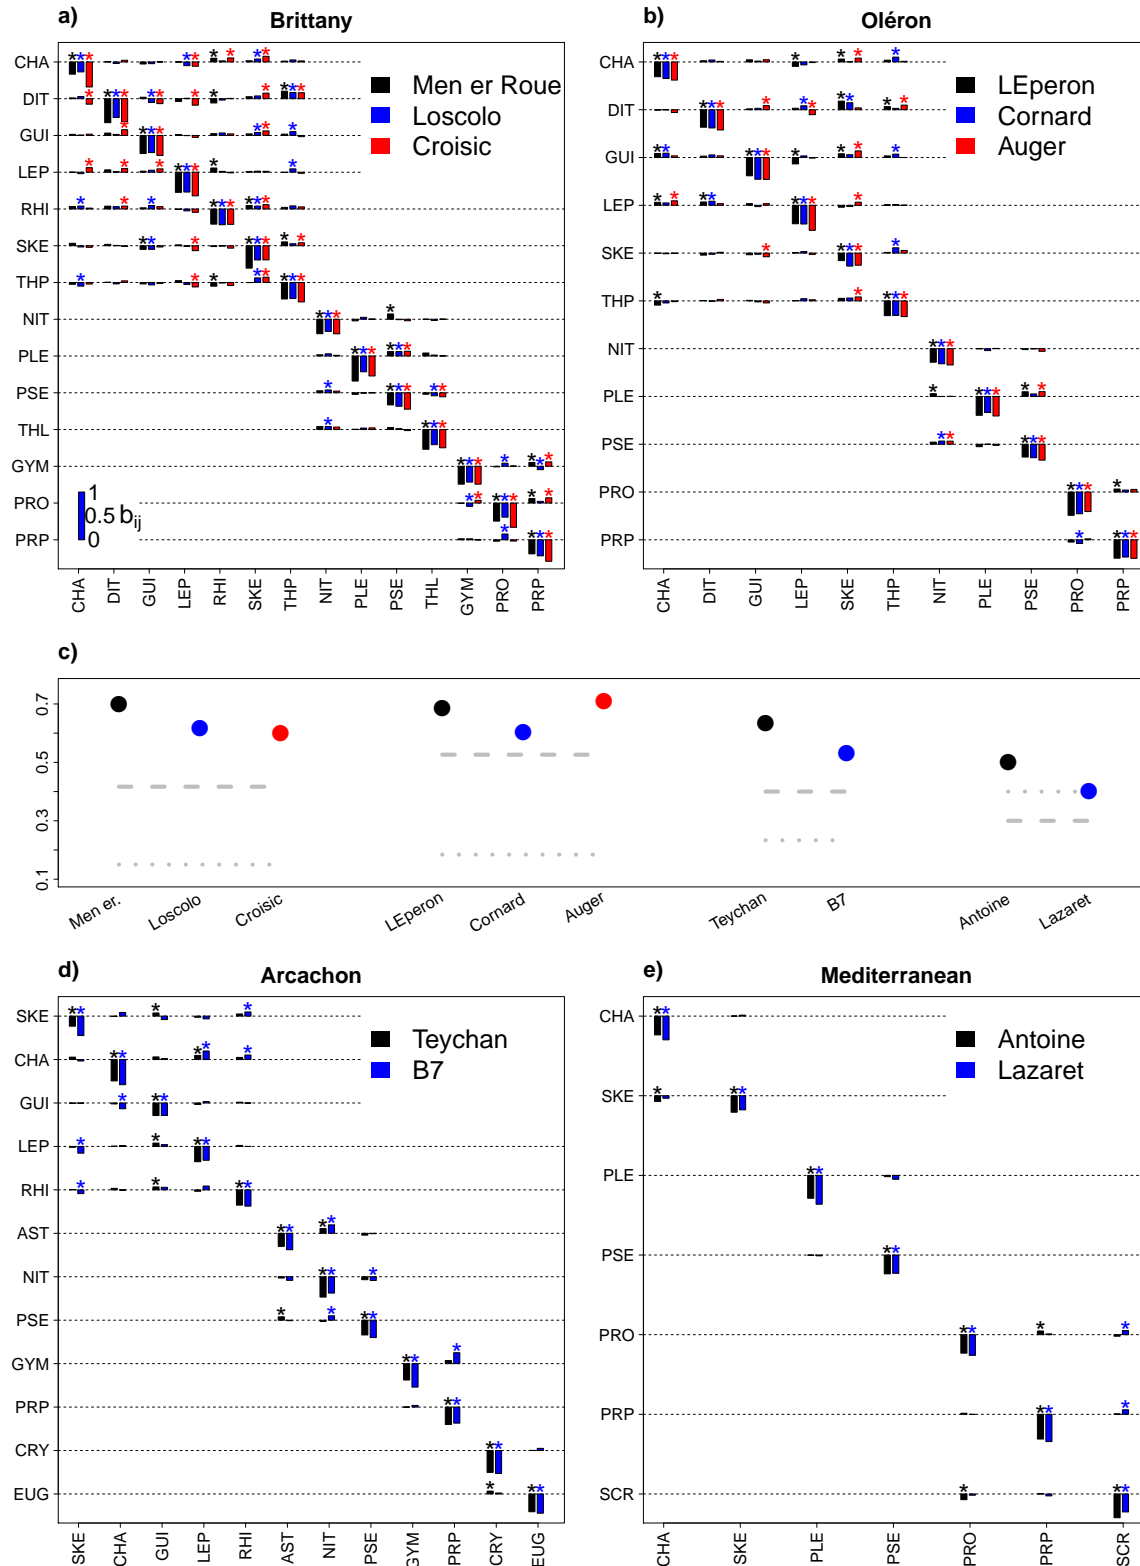 a) Brittany
CHA
DIT
GUI
LEP
RHI
SKE
THP
NIT
PLE
PSE
THL
GYM
PRO
PRP
Men er Roue
Loscolo
Croisic
1
0.5 bij
0
CHA DIT GUI LEP RHI SKE THP NIT PLE PSE THL GYM PRO PRP
b) Oléron
CHA
DIT
GUI
LEP
SKE
THP
NIT
PLE
PSE
PRO
PRP
LEperon
Cornard
Auger
CHA DIT GUI LEP SKE THP NIT PLE PSE PRO PRP
c)
0.7
0.5
0.3
0.1
Men er. Loscolo Croisic LEperon Cornard Auger Teychan B7 Antoine Lazaret
d) Arcachon
SKE
CHA
GUI
LEP
RHI
AST
NIT
PSE
GYM
PRP
CRY
EUG
Teychan
B7
SKE CHA GUI LEP RHI AST NIT PSE GYM PRP CRY EUG
e) Mediterranean
CHA
SKE
PLE
PSE
PRO
PRP
SCR
Antoine
Lazaret
CHA SKE PLE PSE PRO PRP SCR